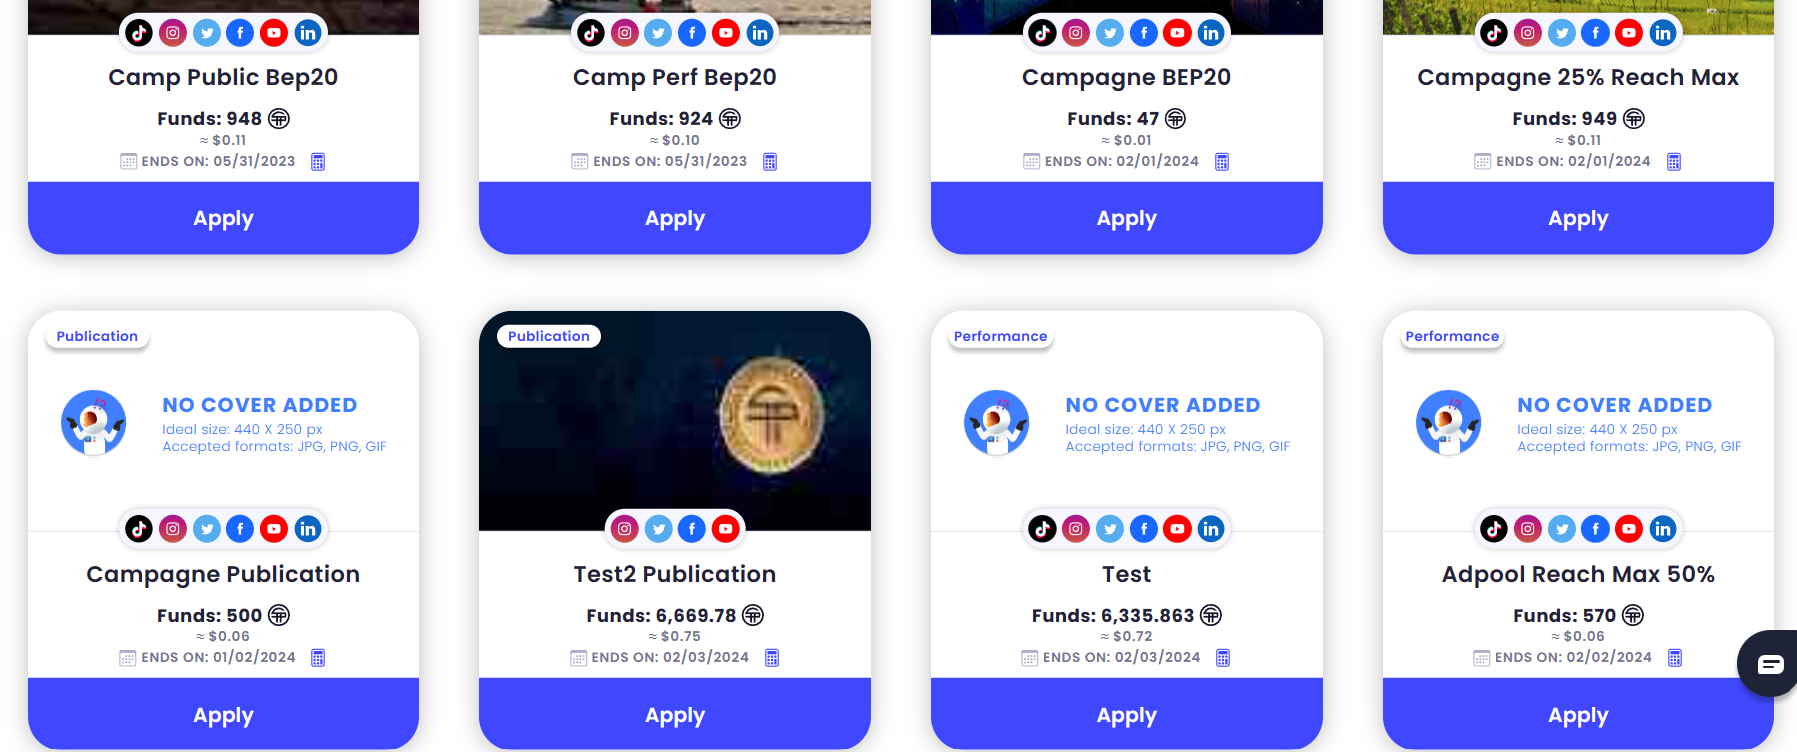 Camp Public Bep20
Funds: 948
≈ $0.11
ENDS ON: 05/31/2023
Apply
Camp Perf Bep20
Funds: 924
≈ $0.10
ENDS ON: 05/31/2023
Apply
Campagne BEP20
Funds: 47
≈ $0.01
ENDS ON: 02/01/2024
Apply
Campagne 25% Reach Max
Funds: 949
≈ $0.11
ENDS ON: 02/01/2024
Apply
Publication
NO COVER ADDED
Ideal size: 440 X 250 px
Accepted formats: JPG, PNG, GIF
Campagne Publication
Funds: 500
≈ $0.06
ENDS ON: 01/02/2024
Apply
Publication
Test2 Publication
Funds: 6,669.78
≈ $0.75
ENDS ON: 02/03/2024
Apply
Performance
NO COVER ADDED
Ideal size: 440 X 250 px
Accepted formats: JPG, PNG, GIF
Test
Funds: 6,335.863
≈ $0.72
ENDS ON: 02/03/2024
Apply
Performance
NO COVER ADDED
Ideal size: 440 X 250 px
Accepted formats: JPG, PNG, GIF
Adpool Reach Max 50%
Funds: 570
≈ $0.06
ENDS ON: 02/02/2024
Apply